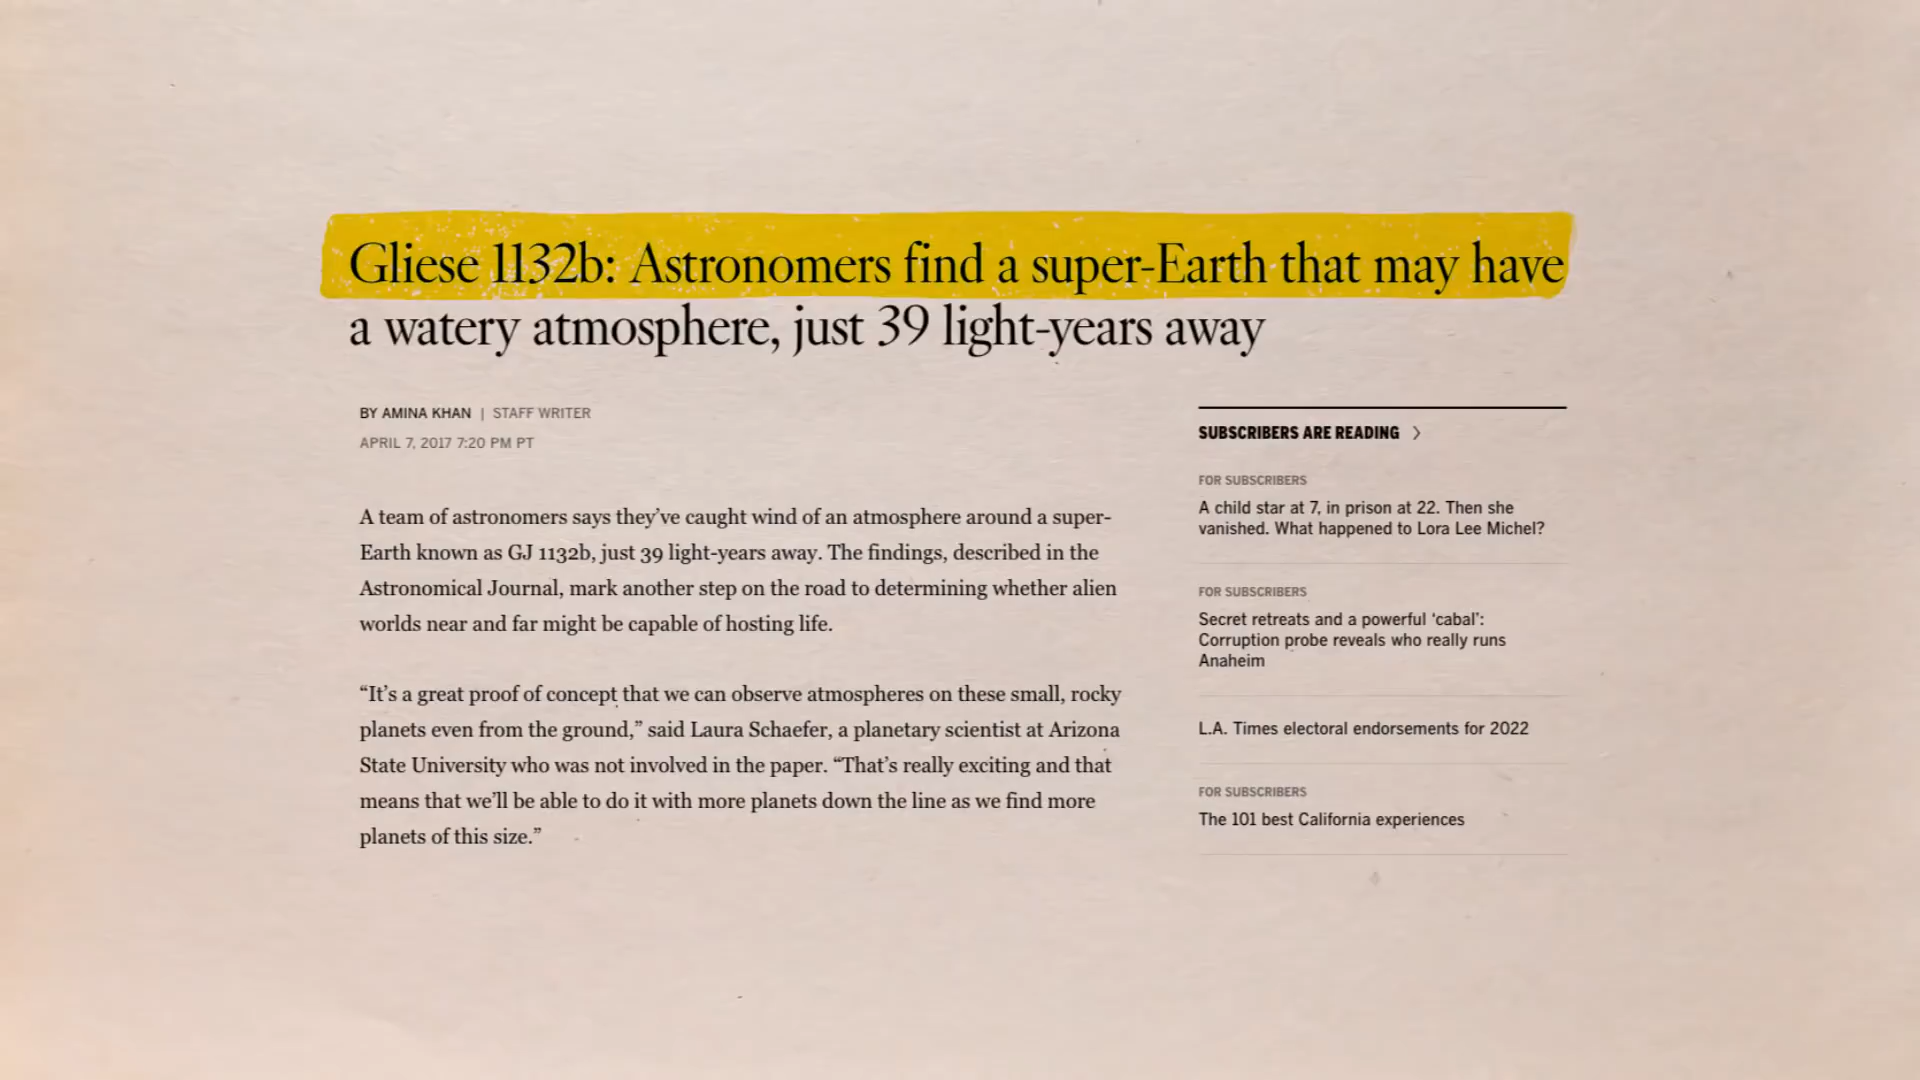 Gliese 1132b: Astronomers find a super-Earth that may have
a watery atmosphere, just 39 light-years away
BY AMINA KHAN | STAFF WRITER
APRIL 7, 2017 7:20 PM PT
A team of astronomers says they’ve caught wind of an atmosphere around a super-
Earth known as GJ 1132b, just 39 light-years away. The findings, described in the
Astronomical Journal, mark another step on the road to determining whether alien
worlds near and far might be capable of hosting life.
“It’s a great proof of concept that we can observe atmospheres on these small, rocky
planets even from the ground,” said Laura Schaefer, a planetary scientist at Arizona
State University who was not involved in the paper. “That’s really exciting and that
means that we’ll be able to do it with more planets down the line as we find more
planets of this size.”
SUBSCRIBERS ARE READING >
FOR SUBSCRIBERS
A child star at 7, in prison at 22. Then she
vanished. What happened to Lora Lee Michel?
FOR SUBSCRIBERS
Secret retreats and a powerful ‘cabal’:
Corruption probe reveals who really runs
Anaheim
L.A. Times electoral endorsements for 2022
FOR SUBSCRIBERS
The 101 best California experiences